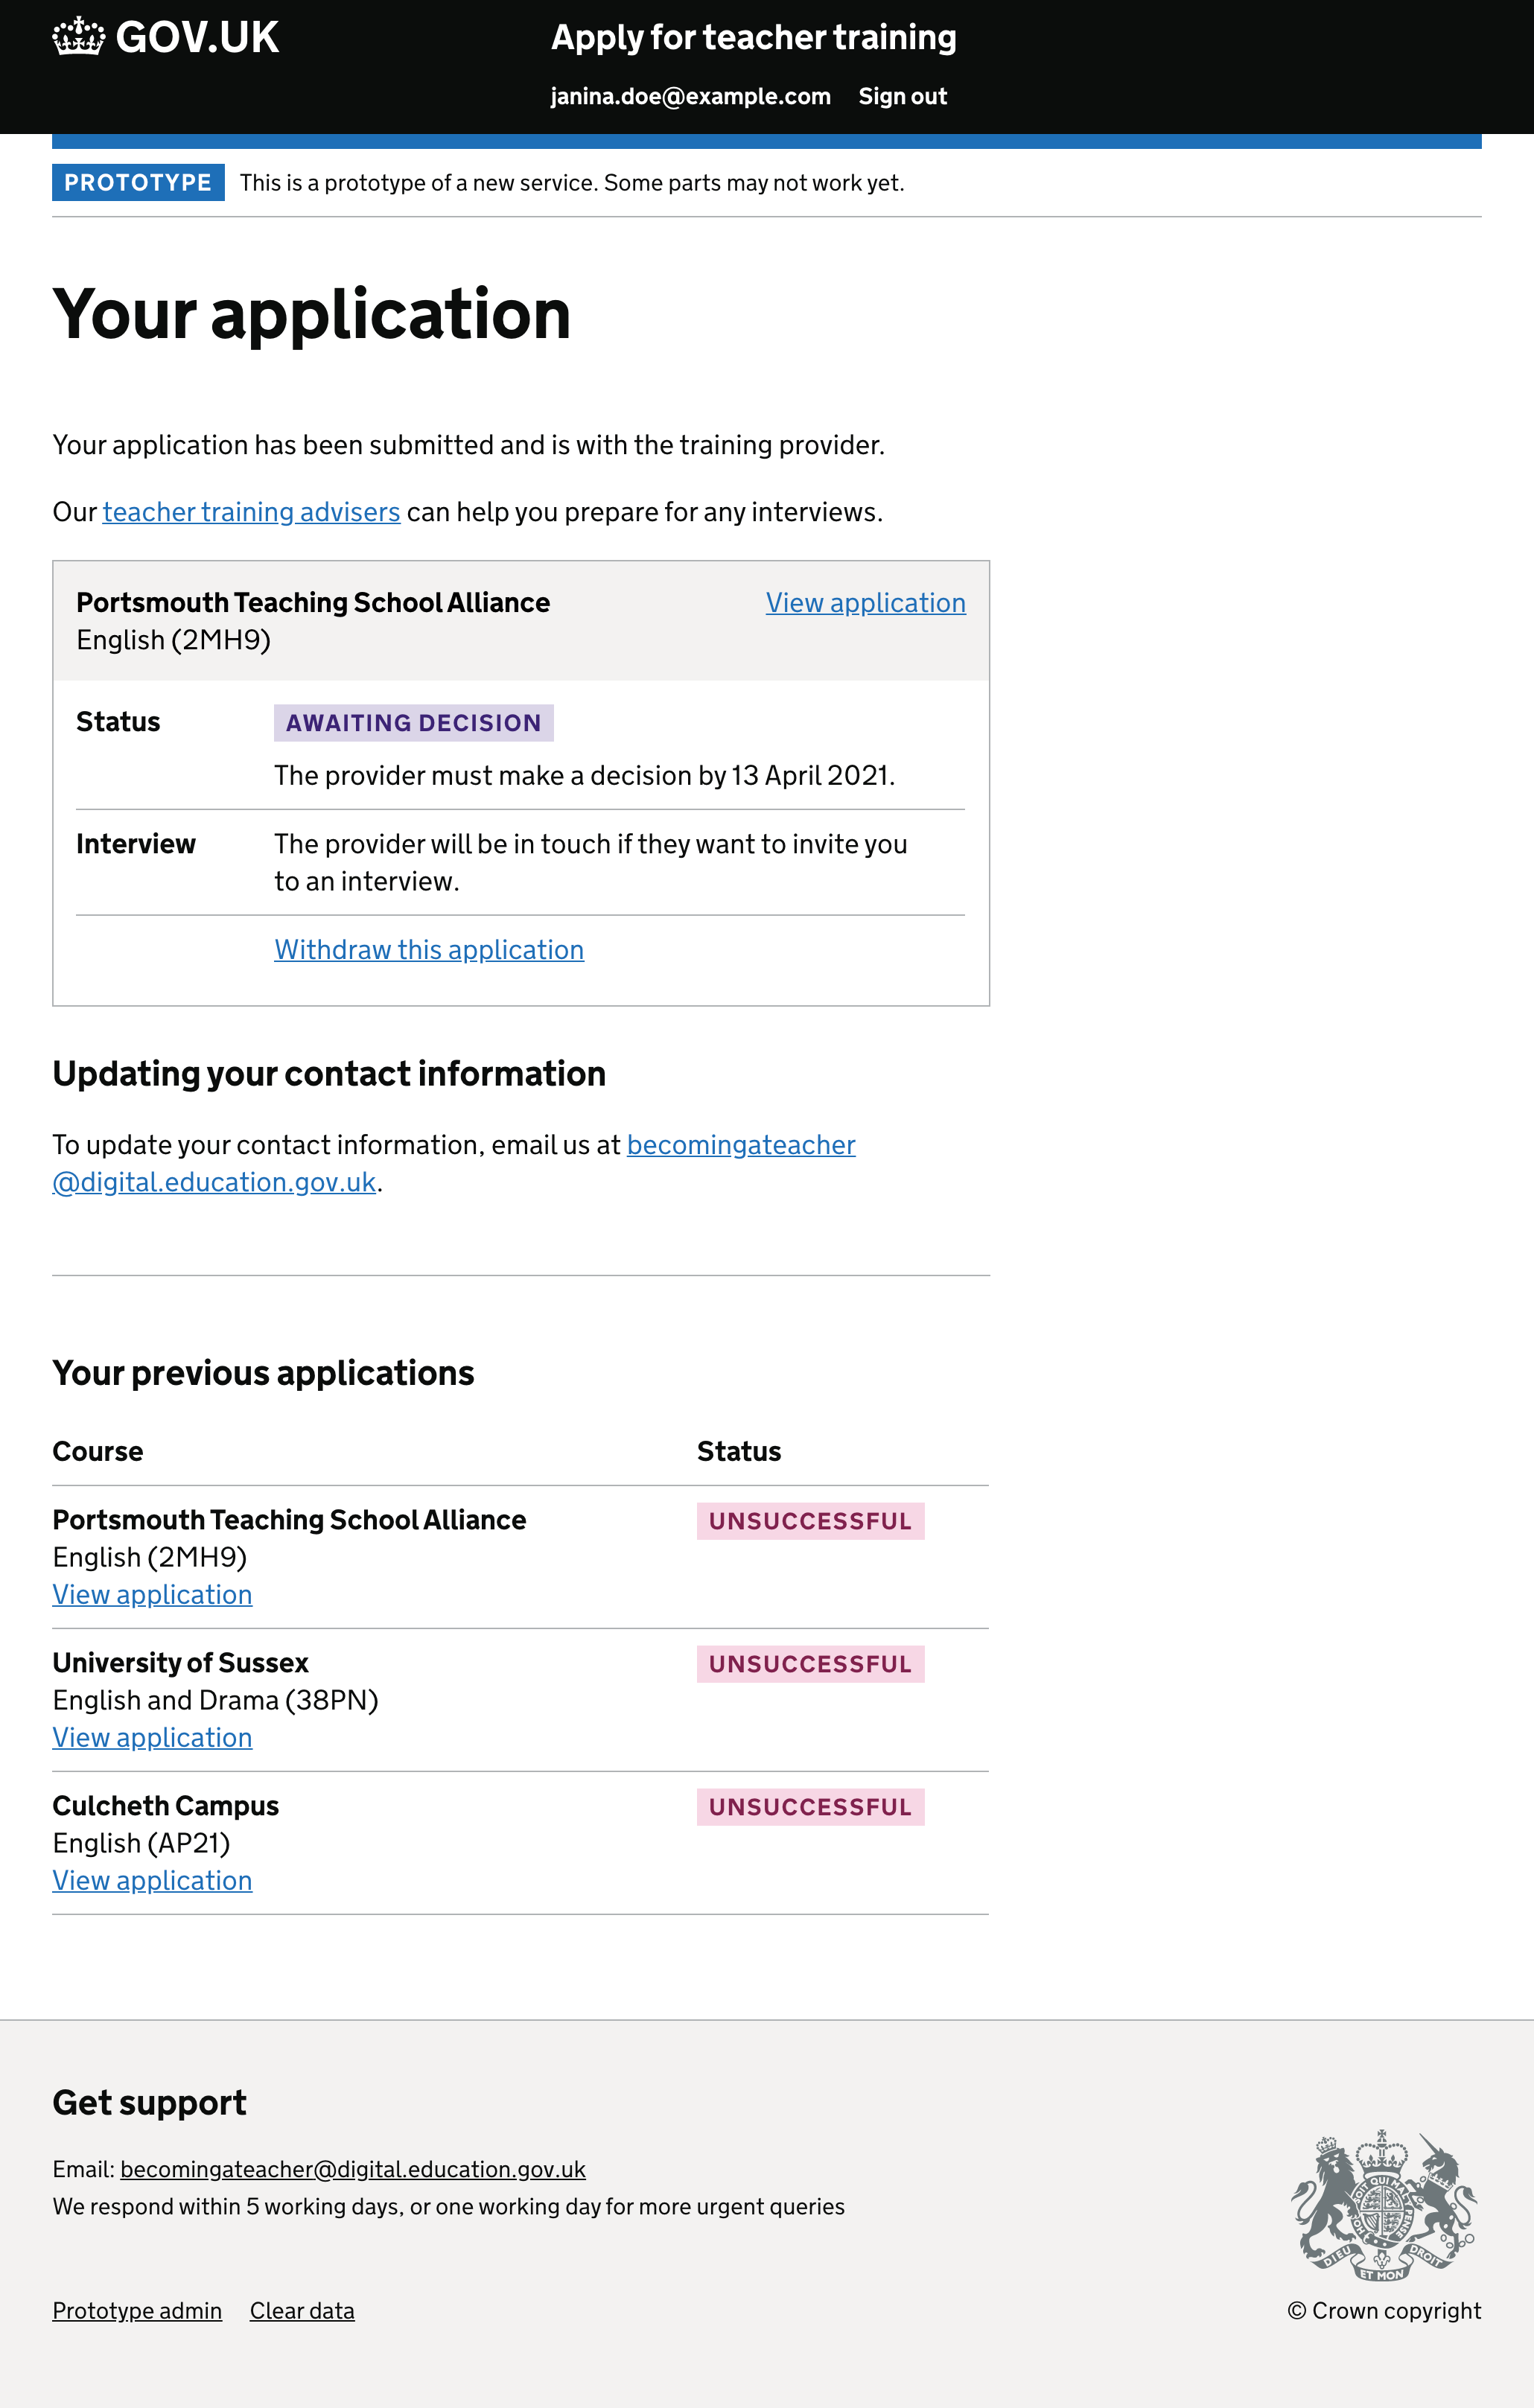 GOV.UK
Apply for teacher training
janina.doe@example.com Sign out
PROTOTYPE This is a prototype of a new service. Some parts may not work yet.
Your application
Your application has been submitted and is with the training provider.
Our teacher training advisers can help you prepare for any interviews.
Portsmouth Teaching School Alliance View application
English (2MH9)
Status AWAITING DECISION
The provider must make a decision by 13 April 2021.
Interview The provider will be in touch if they want to invite you
to an interview.
Withdraw this application
Updating your contact information
To update your contact information, email us at becomingateacher
@digital.education.gov.uk.
Your previous applications
Course Status
Portsmouth Teaching School Alliance UNSUCCESSFUL
English (2MH9)
View application
University of Sussex UNSUCCESSFUL
English and Drama (38PN)
View application
Culcheth Campus UNSUCCESSFUL
English (AP21)
View application
Get support
Email: becomingateacher@digital.education.gov.uk
We respond within 5 working days, or one working day for more urgent queries
DIEU ET MON DROIT
Prototype admin Clear data
© Crown copyright